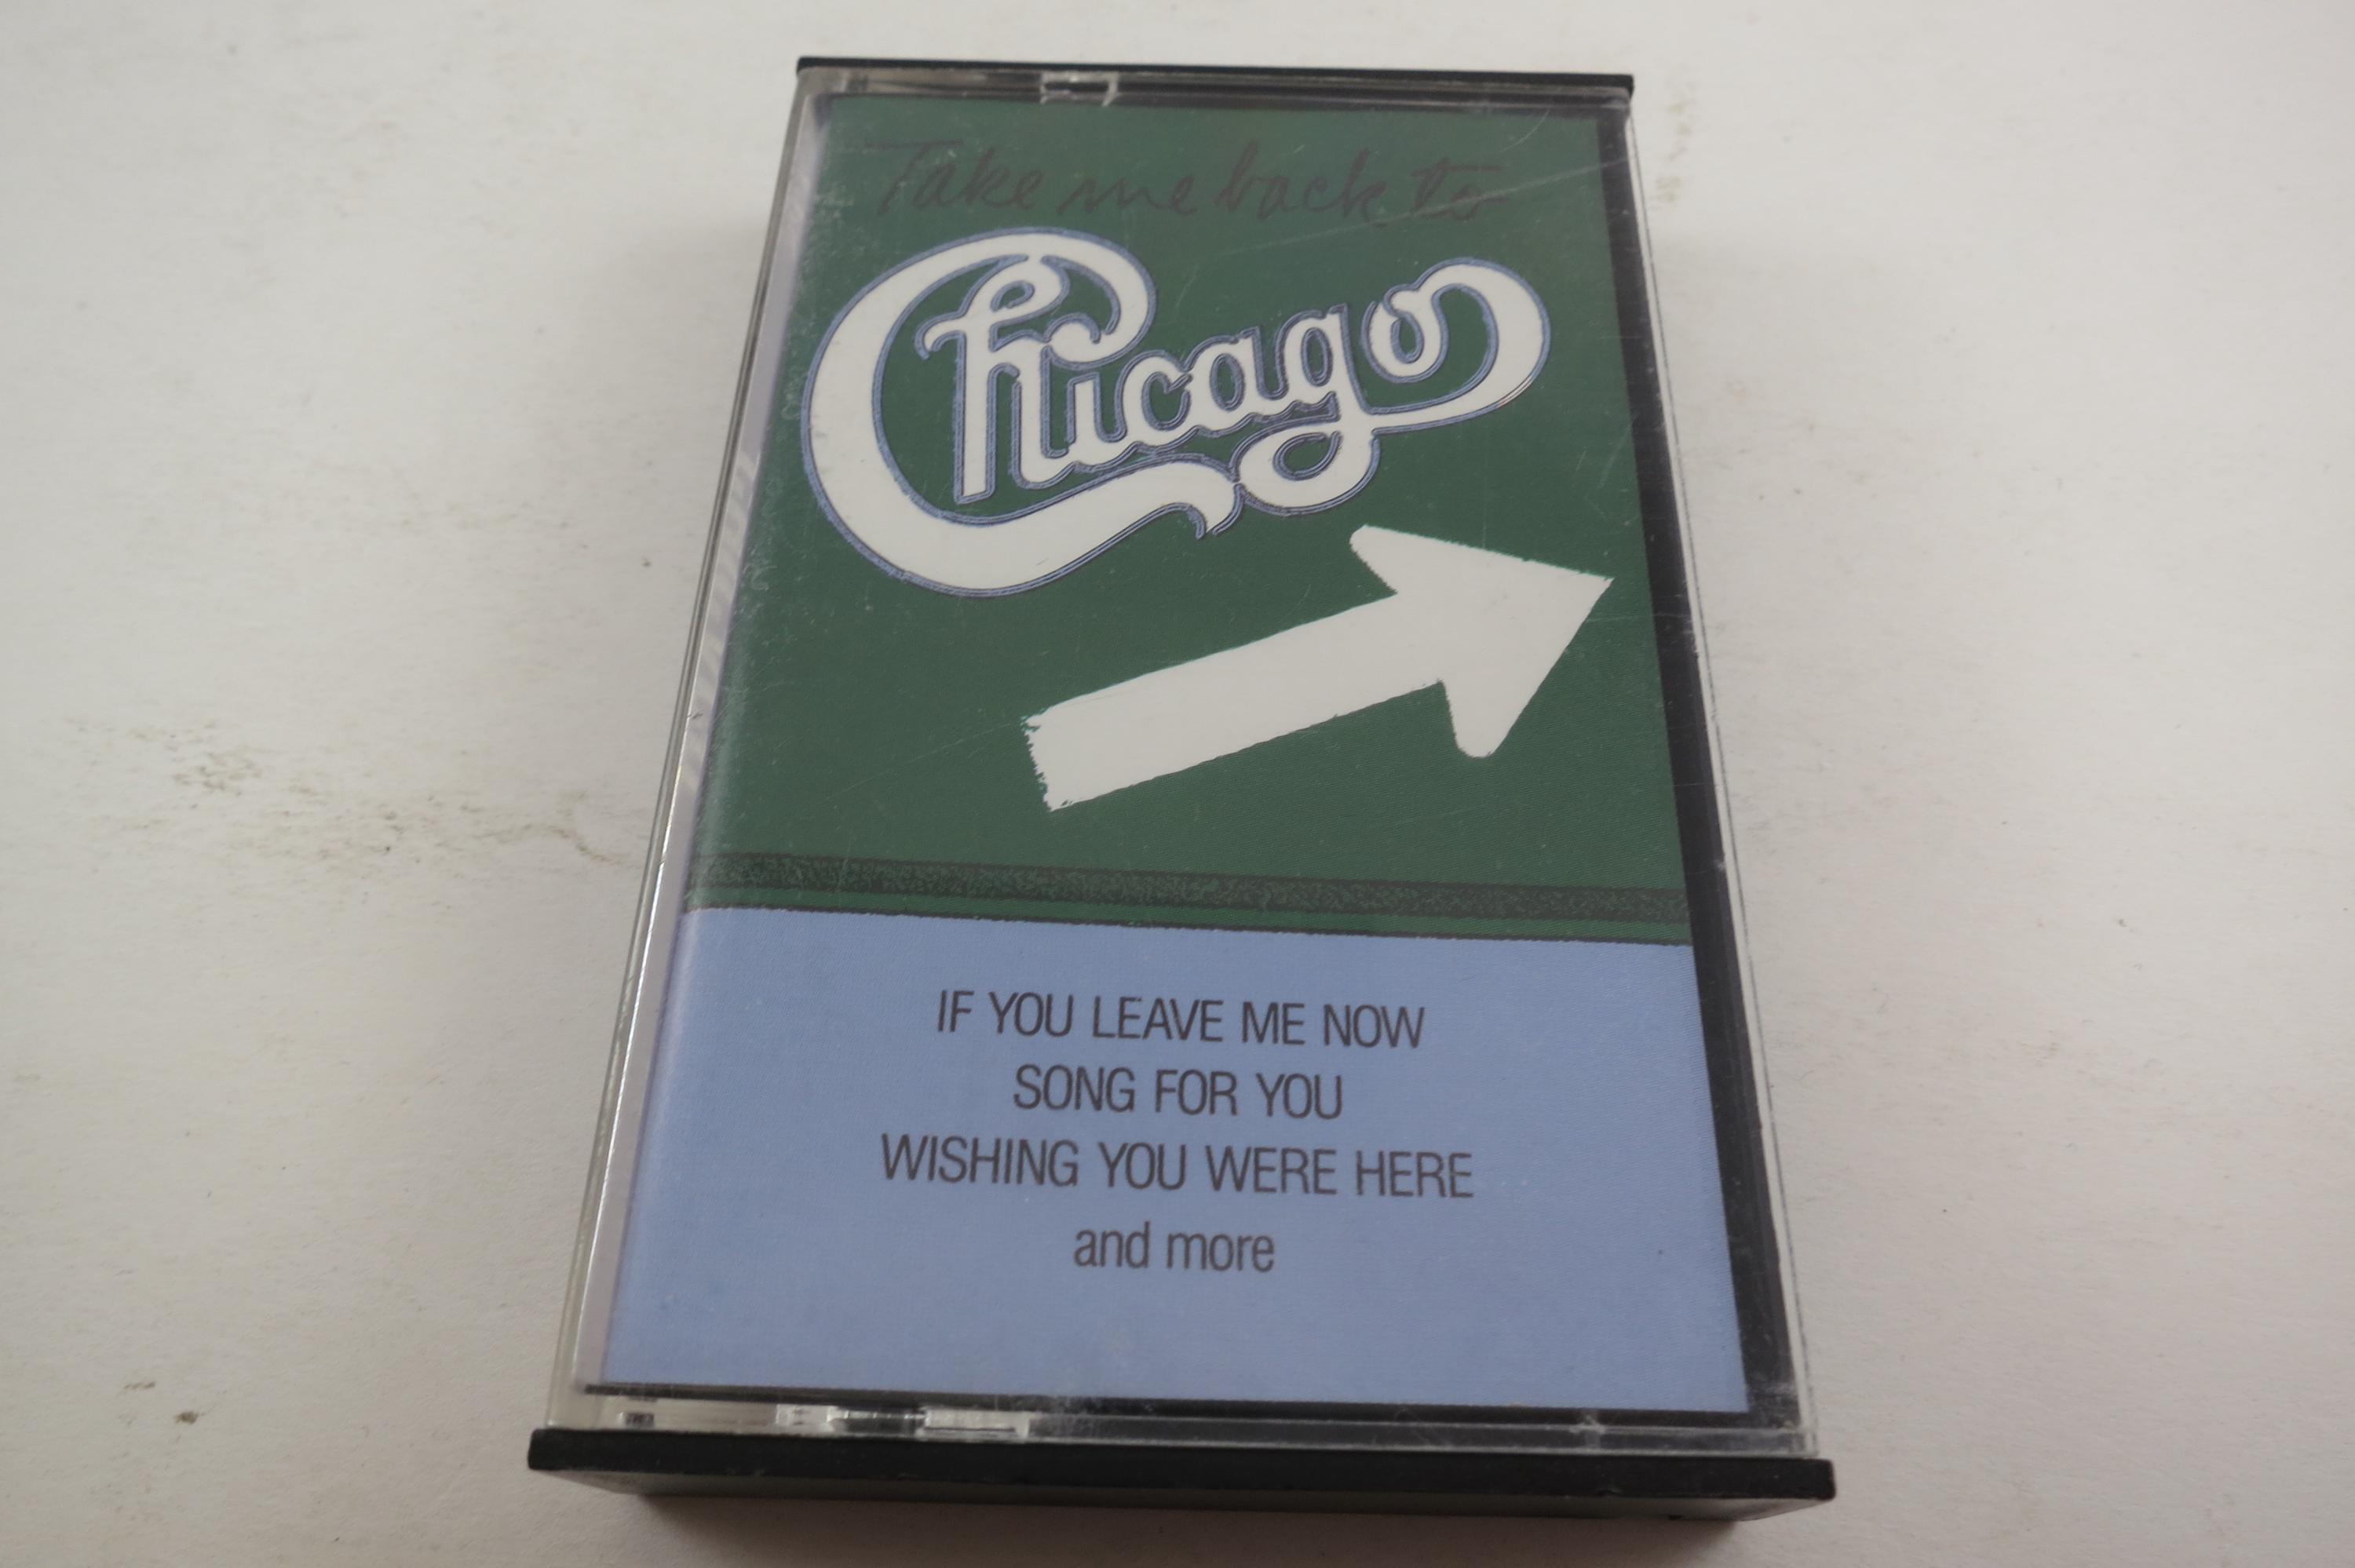 Take me back to
Chicago
IF YOU LEAVE ME NOW
SONG FOR YOU
WISHING YOU WERE HERE
and more